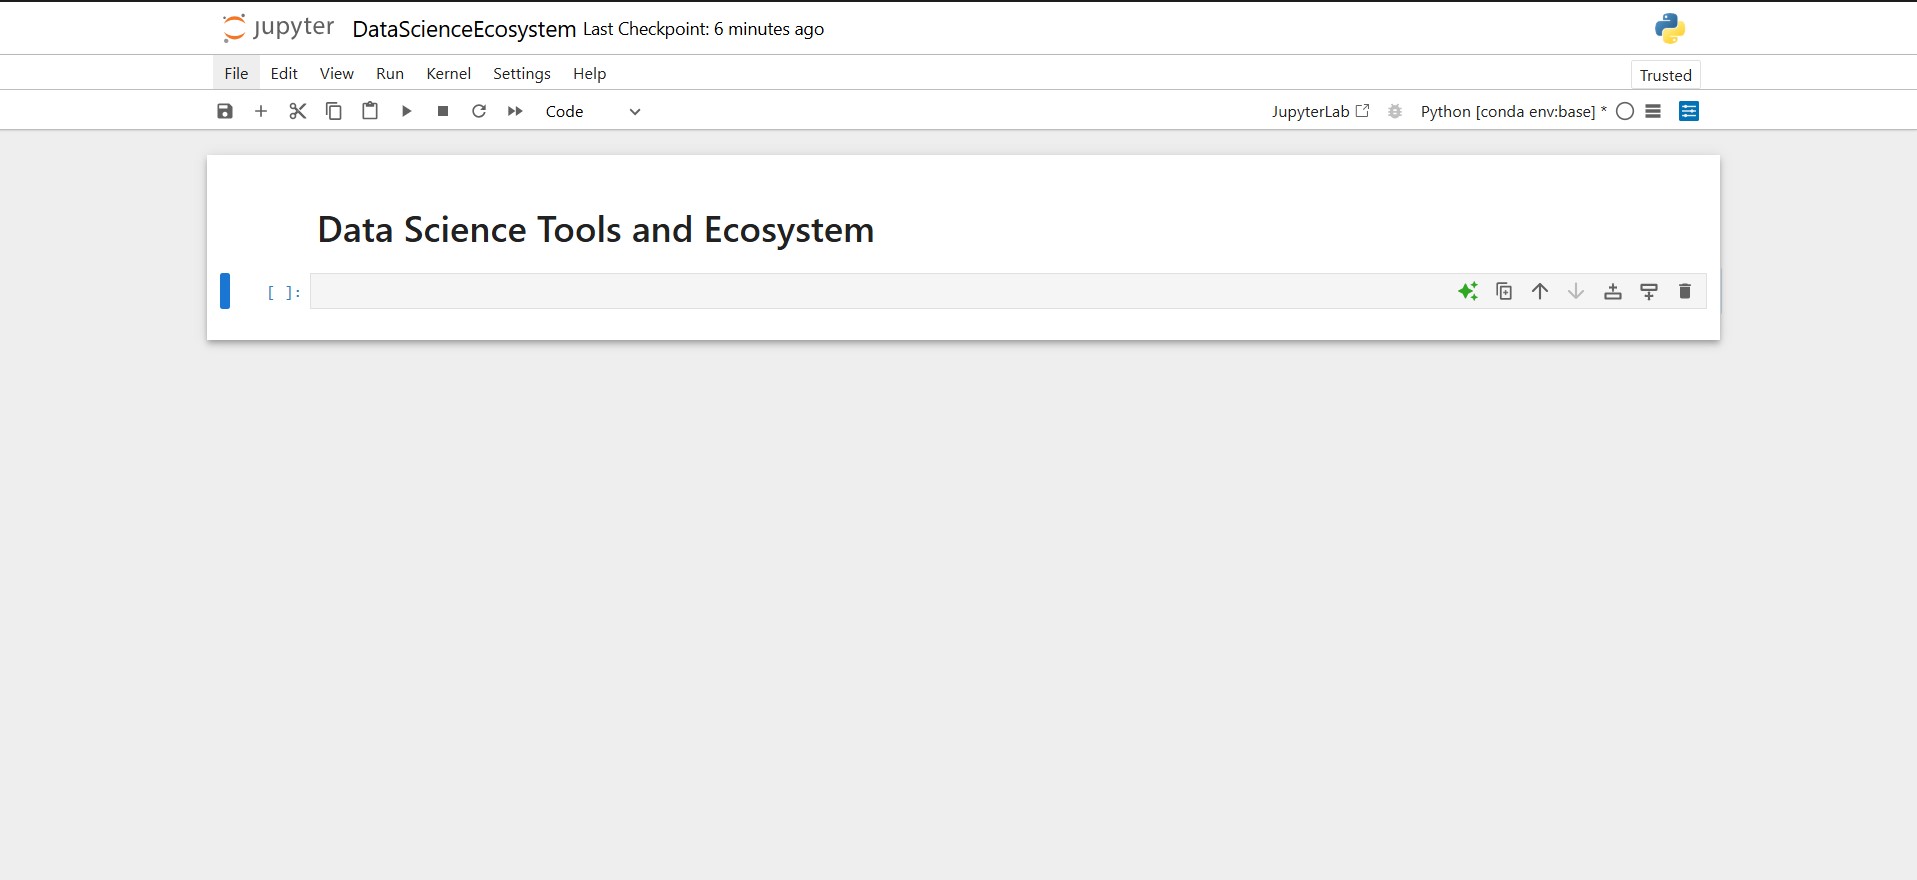 jupyter DataScienceEcosystem Last Checkpoint: 6 minutes ago
File Edit View Run Kernel Settings Help Trusted
Code JupyterLab Python [conda env:base] *
Data Science Tools and Ecosystem
[ ]: